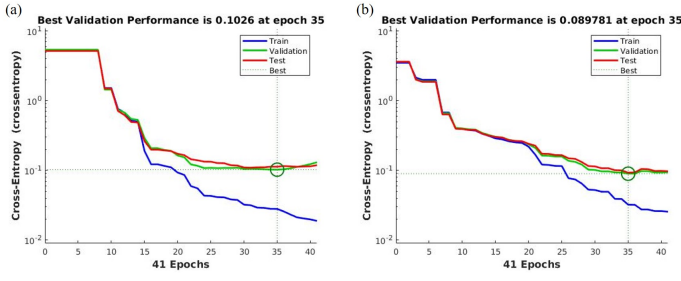 (a)
Best Validation Performance is 0.1026 at epoch 35
Cross-Entropy (crossentropy)
10^1
10^0
10^-1
10^-2
Train
Validation
Test
Best
0 5 10 15 20 25 30 35 40
41 Epochs
(b)
Best Validation Performance is 0.089781 at epoch 35
Cross-Entropy (crossentropy)
10^1
10^0
10^-1
10^-2
Train
Validation
Test
Best
0 5 10 15 20 25 30 35 40
41 Epochs